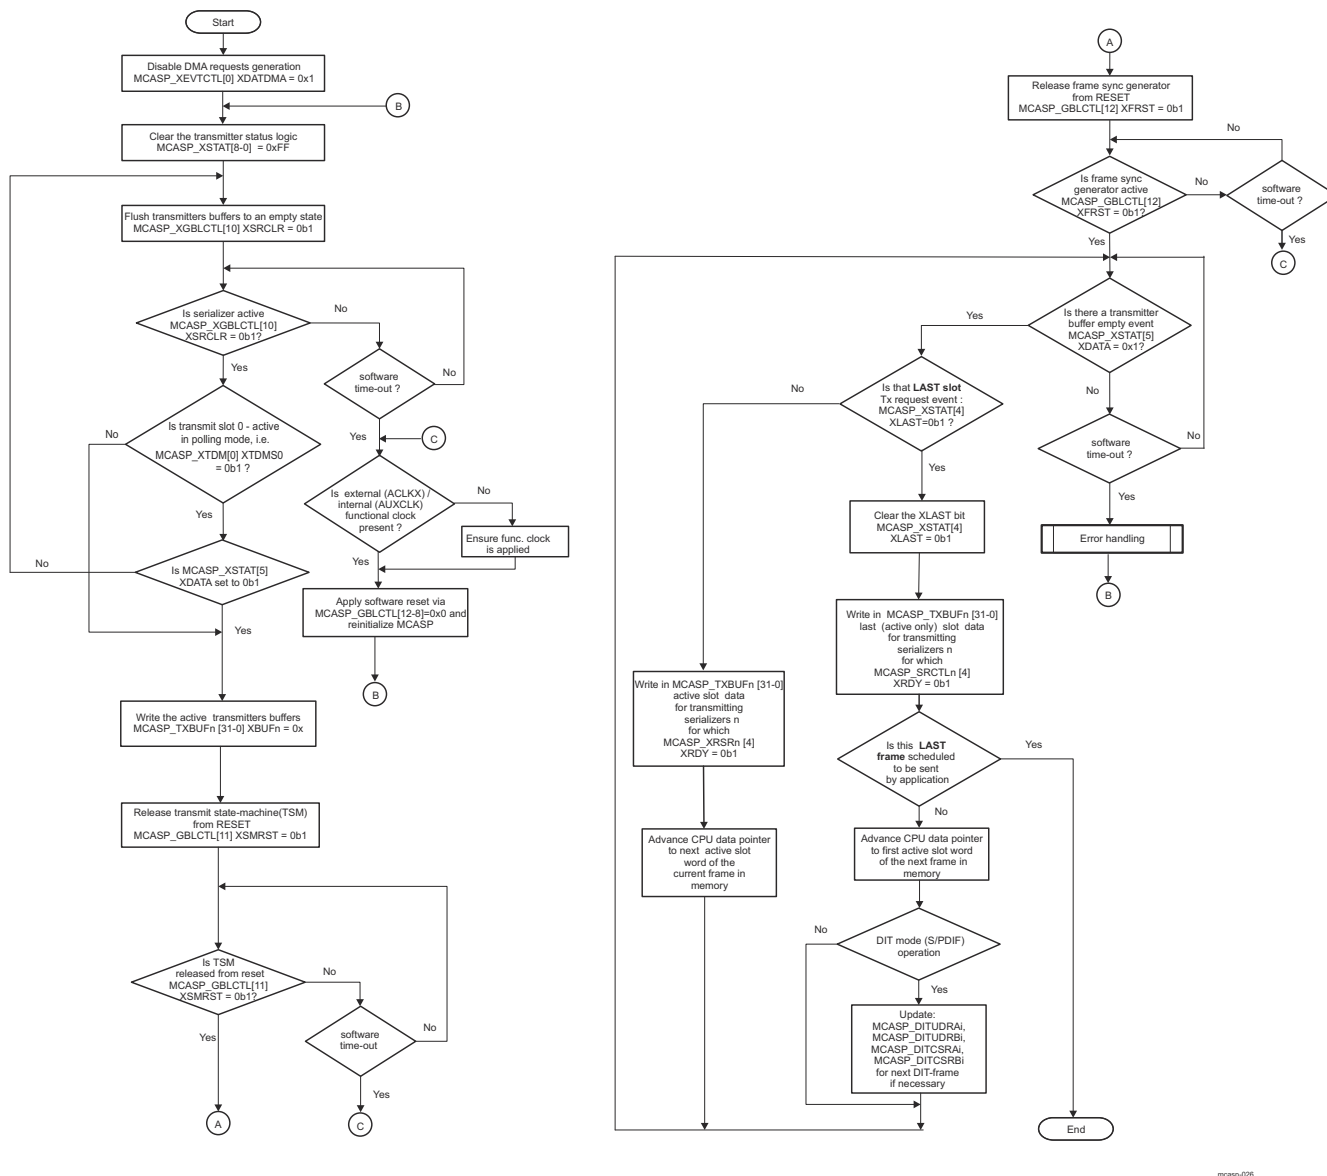 Start
Disable DMA requests generation
MCASP_XEVTCTL[0] XDATDMA = 0x1
B
Clear the transmitter status logic
MCASP_XSTAT[8-0] = 0xFF
Flush transmitters buffers to an empty state
MCASP_XGBLCTL[10] XSRCLR = 0b1
Is serializer active
MCASP_XGBLCTL[10]
XSRCLR = 0b1?
No
Yes
software
time-out ?
No
Yes
C
Is transmit slot 0 - active
in polling mode, i.e.
MCASP_XTDM[0] XTDMS0
= 0b1 ?
No
Yes
Is external (ACLKX) /
internal (AUXCLK)
functional clock
present ?
No
Ensure func. clock
is applied
Yes
Is MCASP_XSTAT[5]
XDATA set to 0b1
No
Yes
Apply software reset via
MCASP_GBLCTL[12-8]=0x0 and
reinitialize MCASP
B
Write the active transmitters buffers
MCASP_TXBUFn [31-0] XBUFn = 0x
Release transmit state-machine(TSM)
from RESET
MCASP_GBLCTL[11] XSMRST = 0b1
Is TSM
released from reset
MCASP_GBLCTL[11]
XSMRST = 0b1?
No
Yes
software
time-out
No
Yes
A
C
A
Release frame sync generator
from RESET
MCASP_GBLCTL[12] XFRST = 0b1
No
Is frame sync
generator active
MCASP_GBLCTL[12]
XFRST = 0b1?
No
software
time-out ?
Yes
Yes
C
Is there a transmitter
buffer empty event
MCASP_XSTAT[5]
XDATA = 0x1?
Yes
No
software
time-out ?
No
Yes
Error handling
B
Is that LAST slot
Tx request event :
MCASP_XSTAT[4]
XLAST=0b1 ?
No
Yes
Clear the XLAST bit
MCASP_XSTAT[4]
XLAST = 0b1
Write in MCASP_TXBUFn [31-0]
last (active only) slot data
for transmitting
serializers n
for which
MCASP_SRCTLn [4]
XRDY = 0b1
Write in MCASP_TXBUFn [31-0]
active slot data
for transmitting
serializers n
for which
MCASP_XRSRn [4]
XRDY = 0b1
Is this LAST
frame scheduled
to be sent
by application
Yes
No
Advance CPU data pointer
to next active slot
word of the
current frame in
memory
Advance CPU data pointer
to first active slot word
of the next frame in
memory
DIT mode (S/PDIF)
operation
No
Yes
Update:
MCASP_DITUDRAi,
MCASP_DITUDRBi,
MCASP_DITCSRAi,
MCASP_DITCSRBi
for next DIT-frame
if necessary
End
mcasp-026